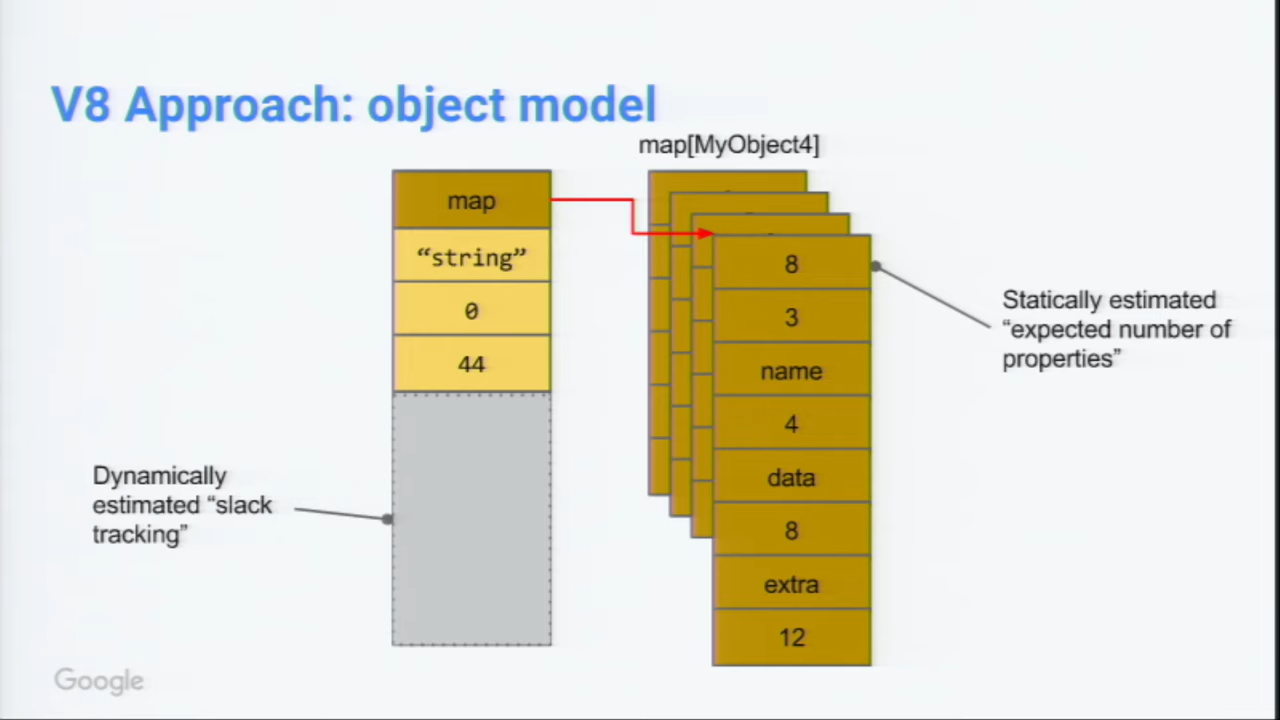 V8 Approach: object model
map[MyObject4]
map
“string”
0
44
8
3
name
4
data
8
extra
12
Statically estimated
“expected number of
properties”
Dynamically
estimated “slack
tracking”
Google